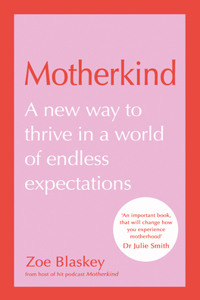 Motherkind
A new way to
thrive in a world
of endless
expectations
'An important book,
that will change how
you experience
motherhood'
Dr Julie Smith
Zoe Blaskey
from host of hit podcast Motherkind